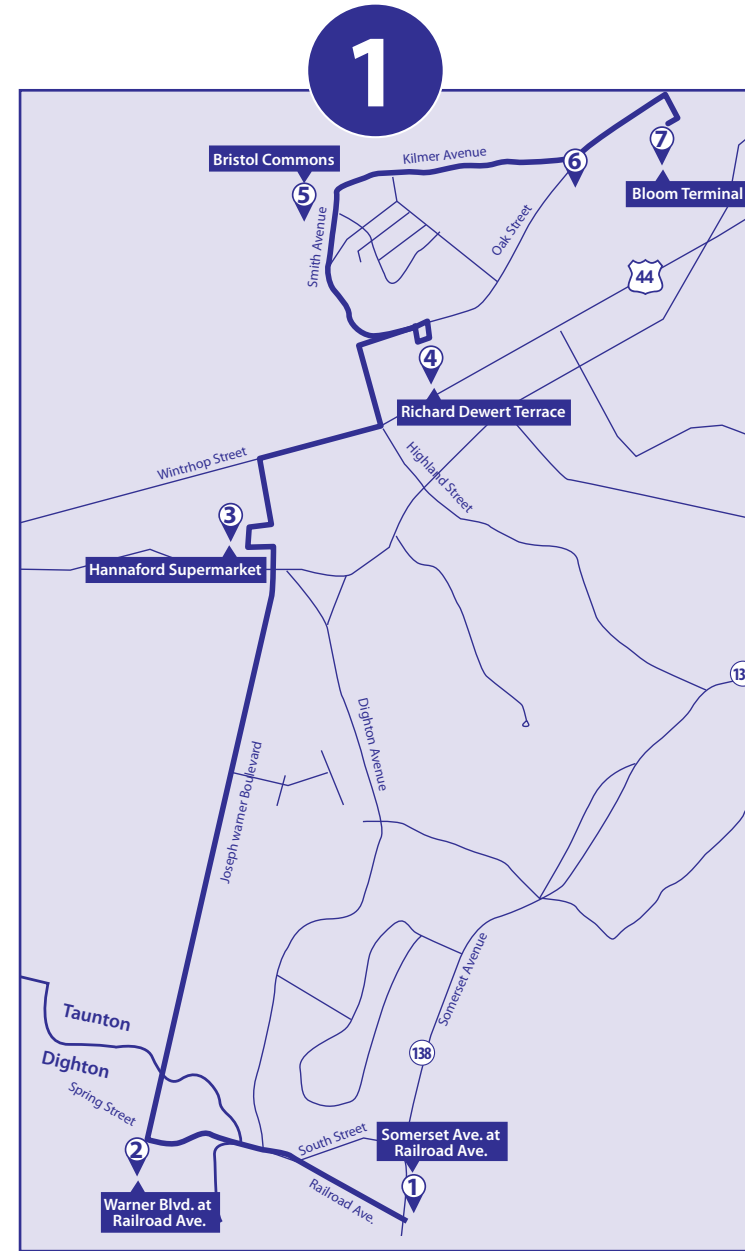 1
Bristol Commons
5
Kilmer Avenue
6
7
Bloom Terminal
Smith Avenue
Oak Street
44
4
Richard Dewert Terrace
Wintrhop Street
Highland Street
3
Hannaford Supermarket
13
Dighton Avenue
Joseph warner Boulevard
Somerset Avenue
Taunton
Dighton
Spring Street
138
2
Warner Blvd. at
Railroad Ave.
South Street
Railroad Ave.
Somerset Ave. at
Railroad Ave.
1